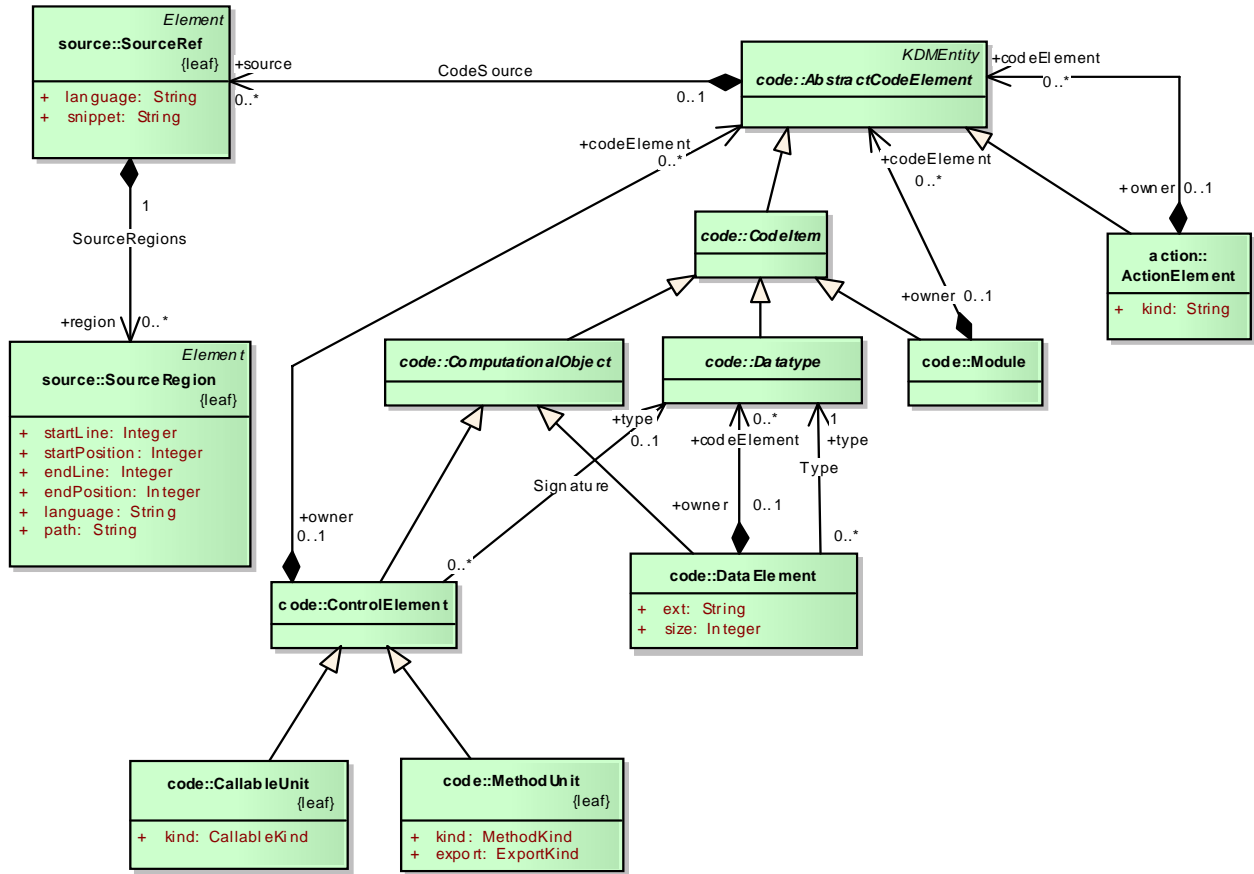 Element
source::SourceRef
{leaf}
+ language: String
+ snippet: String
+source
0..*
CodeSource
0..1
KDMEntity
code::AbstractCodeElement
+codeElement
0..*
+codeElement
0..*
+codeElement
0..*
1
SourceRegions
+region
0..*
code::CodeItem
+owner 0..1
action::
ActionElement
+ kind: String
+owner 0..1
Element
source::SourceRegion
{leaf}
+ startLine: Integer
+ startPosition: Integer
+ endLine: Integer
+ endPosition: Integer
+ language: String
+ path: String
code::ComputationalObject
code::Datatype
code::Module
+type
0..1
0..*
+codeElement
1
+type
Type
Signature
+owner
0..1
+owner
0..1
0..*
0..*
code::ControlElement
code::DataElement
+ ext: String
+ size: Integer
code::CallableUnit
{leaf}
+ kind: CallableKind
code::MethodUnit
{leaf}
+ kind: MethodKind
+ export: ExportKind